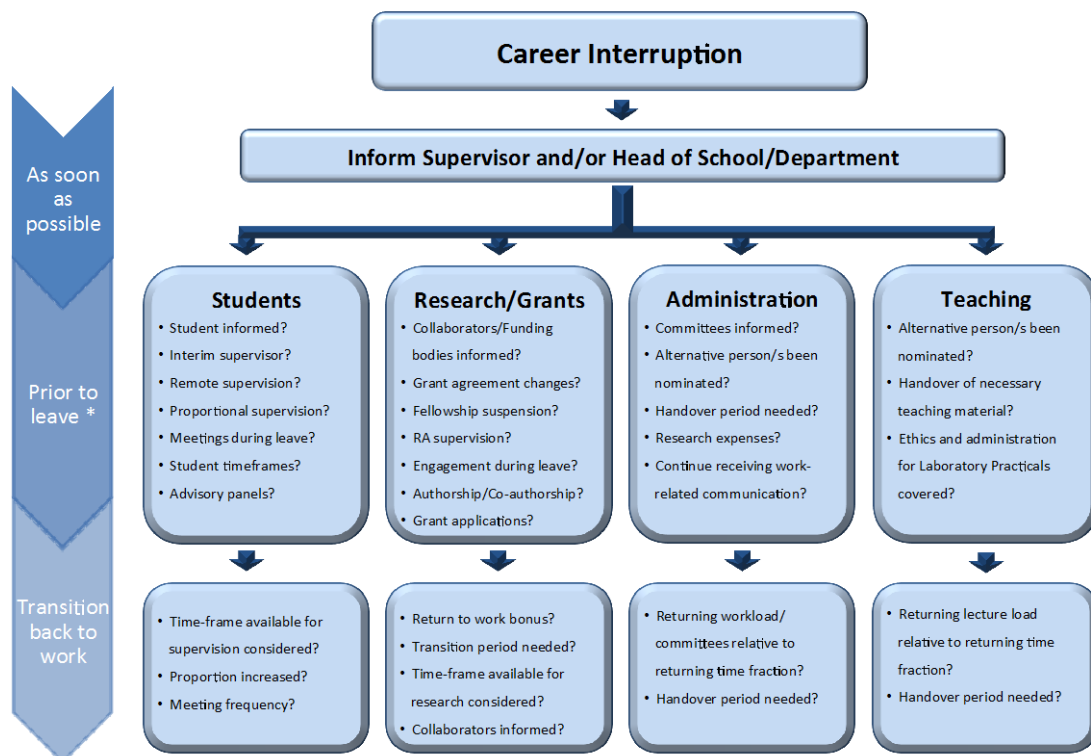 Career Interruption
Inform Supervisor and/or Head of School/Department
As soon
as
possible
Prior to
leave *
Transition
back to
work
Students
• Student informed?
• Interim supervisor?
• Remote supervision?
• Proportional supervision?
• Meetings during leave?
• Student timeframes?
• Advisory panels?
Research/Grants
• Collaborators/Funding
bodies informed?
• Grant agreement changes?
• Fellowship suspension?
• RA supervision?
• Engagement during leave?
• Authorship/Co-authorship?
• Grant applications?
Administration
• Committees informed?
• Alternative person/s been
nominated?
• Handover period needed?
• Research expenses?
• Continue receiving work-
related communication?
Teaching
• Alternative person/s been
nominated?
• Handover of necessary
teaching material?
• Ethics and administration
for Laboratory Practicals
covered?
• Time-frame available for
supervision considered?
• Proportion increased?
• Meeting frequency?
• Return to work bonus?
• Transition period needed?
• Time-frame available for
research considered?
• Collaborators informed?
• Returning workload/
committees relative to
returning time fraction?
• Handover period needed?
• Returning lecture load
relative to returning time
fraction?
• Handover period needed?